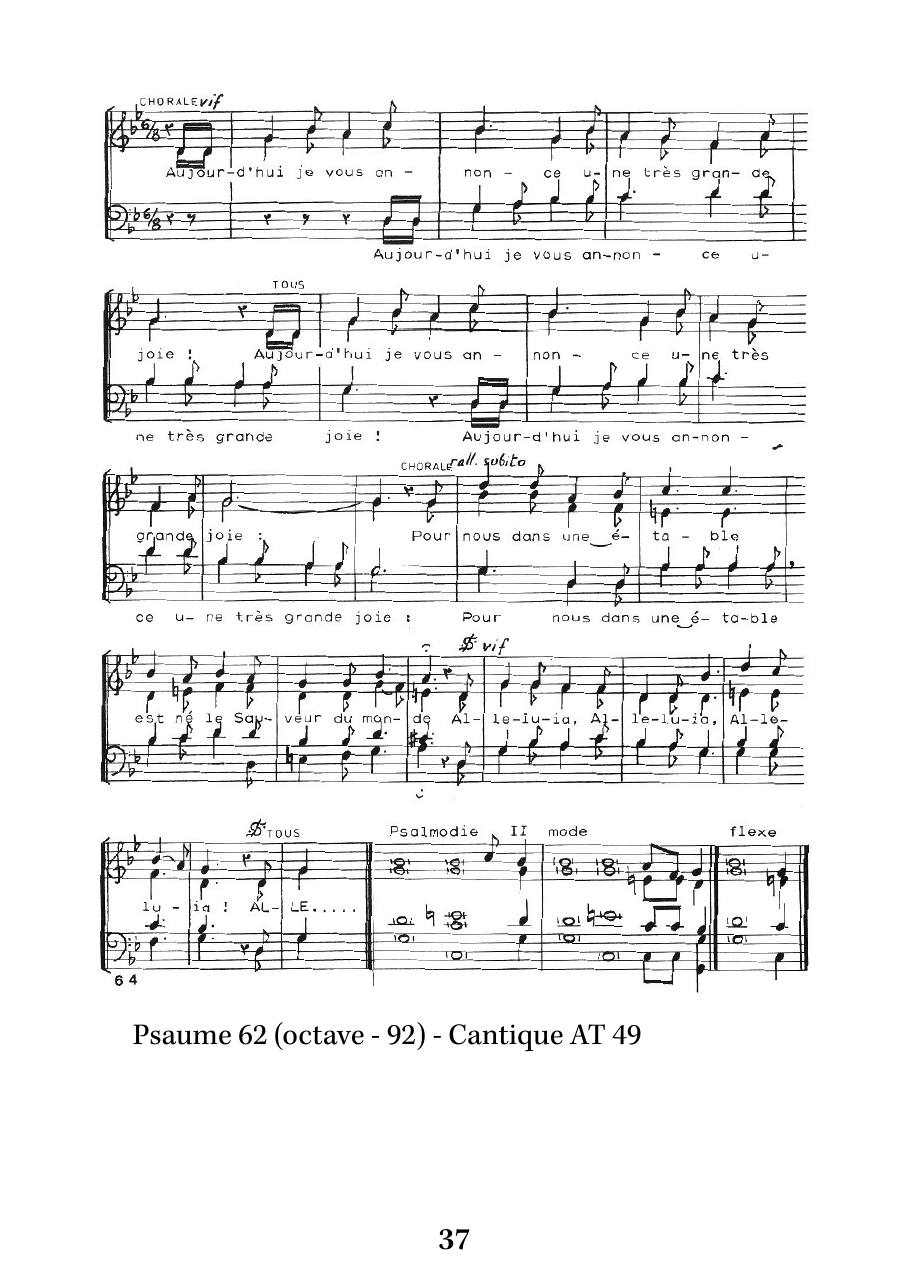 CHORALE vif
6/8
Aujour-d'hui je vous an - non - ce u- ne très gran- de
6/8
Aujour-d'hui je vous an-non - ce u-
TOUS
joie ! Aujour-d'hui je vous an - non - ce u- ne très
ne très grande joie ! Aujour-d'hui je vous an-non -
CHORALE rall. subito
grande joie : Pour nous dans une é- ta - ble
ce u- ne très grande joie : Pour nous dans une é- ta-ble
vif
est né le Sau- veur du mon- de Al- le-lu-ia, Al- le-lu-ia, Al-le-
TOUS Psalmodie II mode flexe
lu - ia ! AL-LE.....
64
Psaume 62 (octave - 92) - Cantique AT 49
37